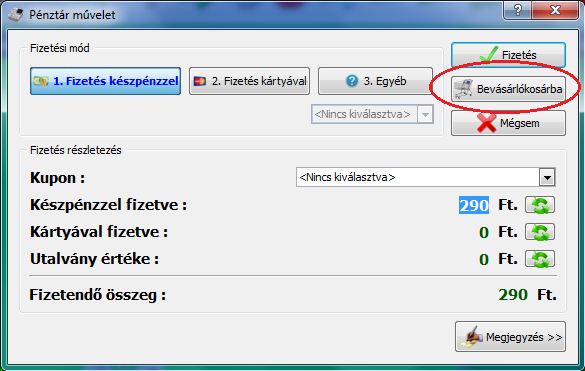 Pénztár művelet
Fizetési mód
1. Fizetés készpénzzel
2. Fizetés kártyával
3. Egyéb
<Nincs kiválasztva>
Fizetés
Bevásárlókosárba
Mégsem
Fizetés részletezés
Kupon : <Nincs kiválasztva>
Készpénzzel fizetve : 290 Ft.
Kártyával fizetve : 0 Ft.
Utalvány értéke : 0 Ft.
Fizetendő összeg : 290 Ft.
Megjegyzés >>